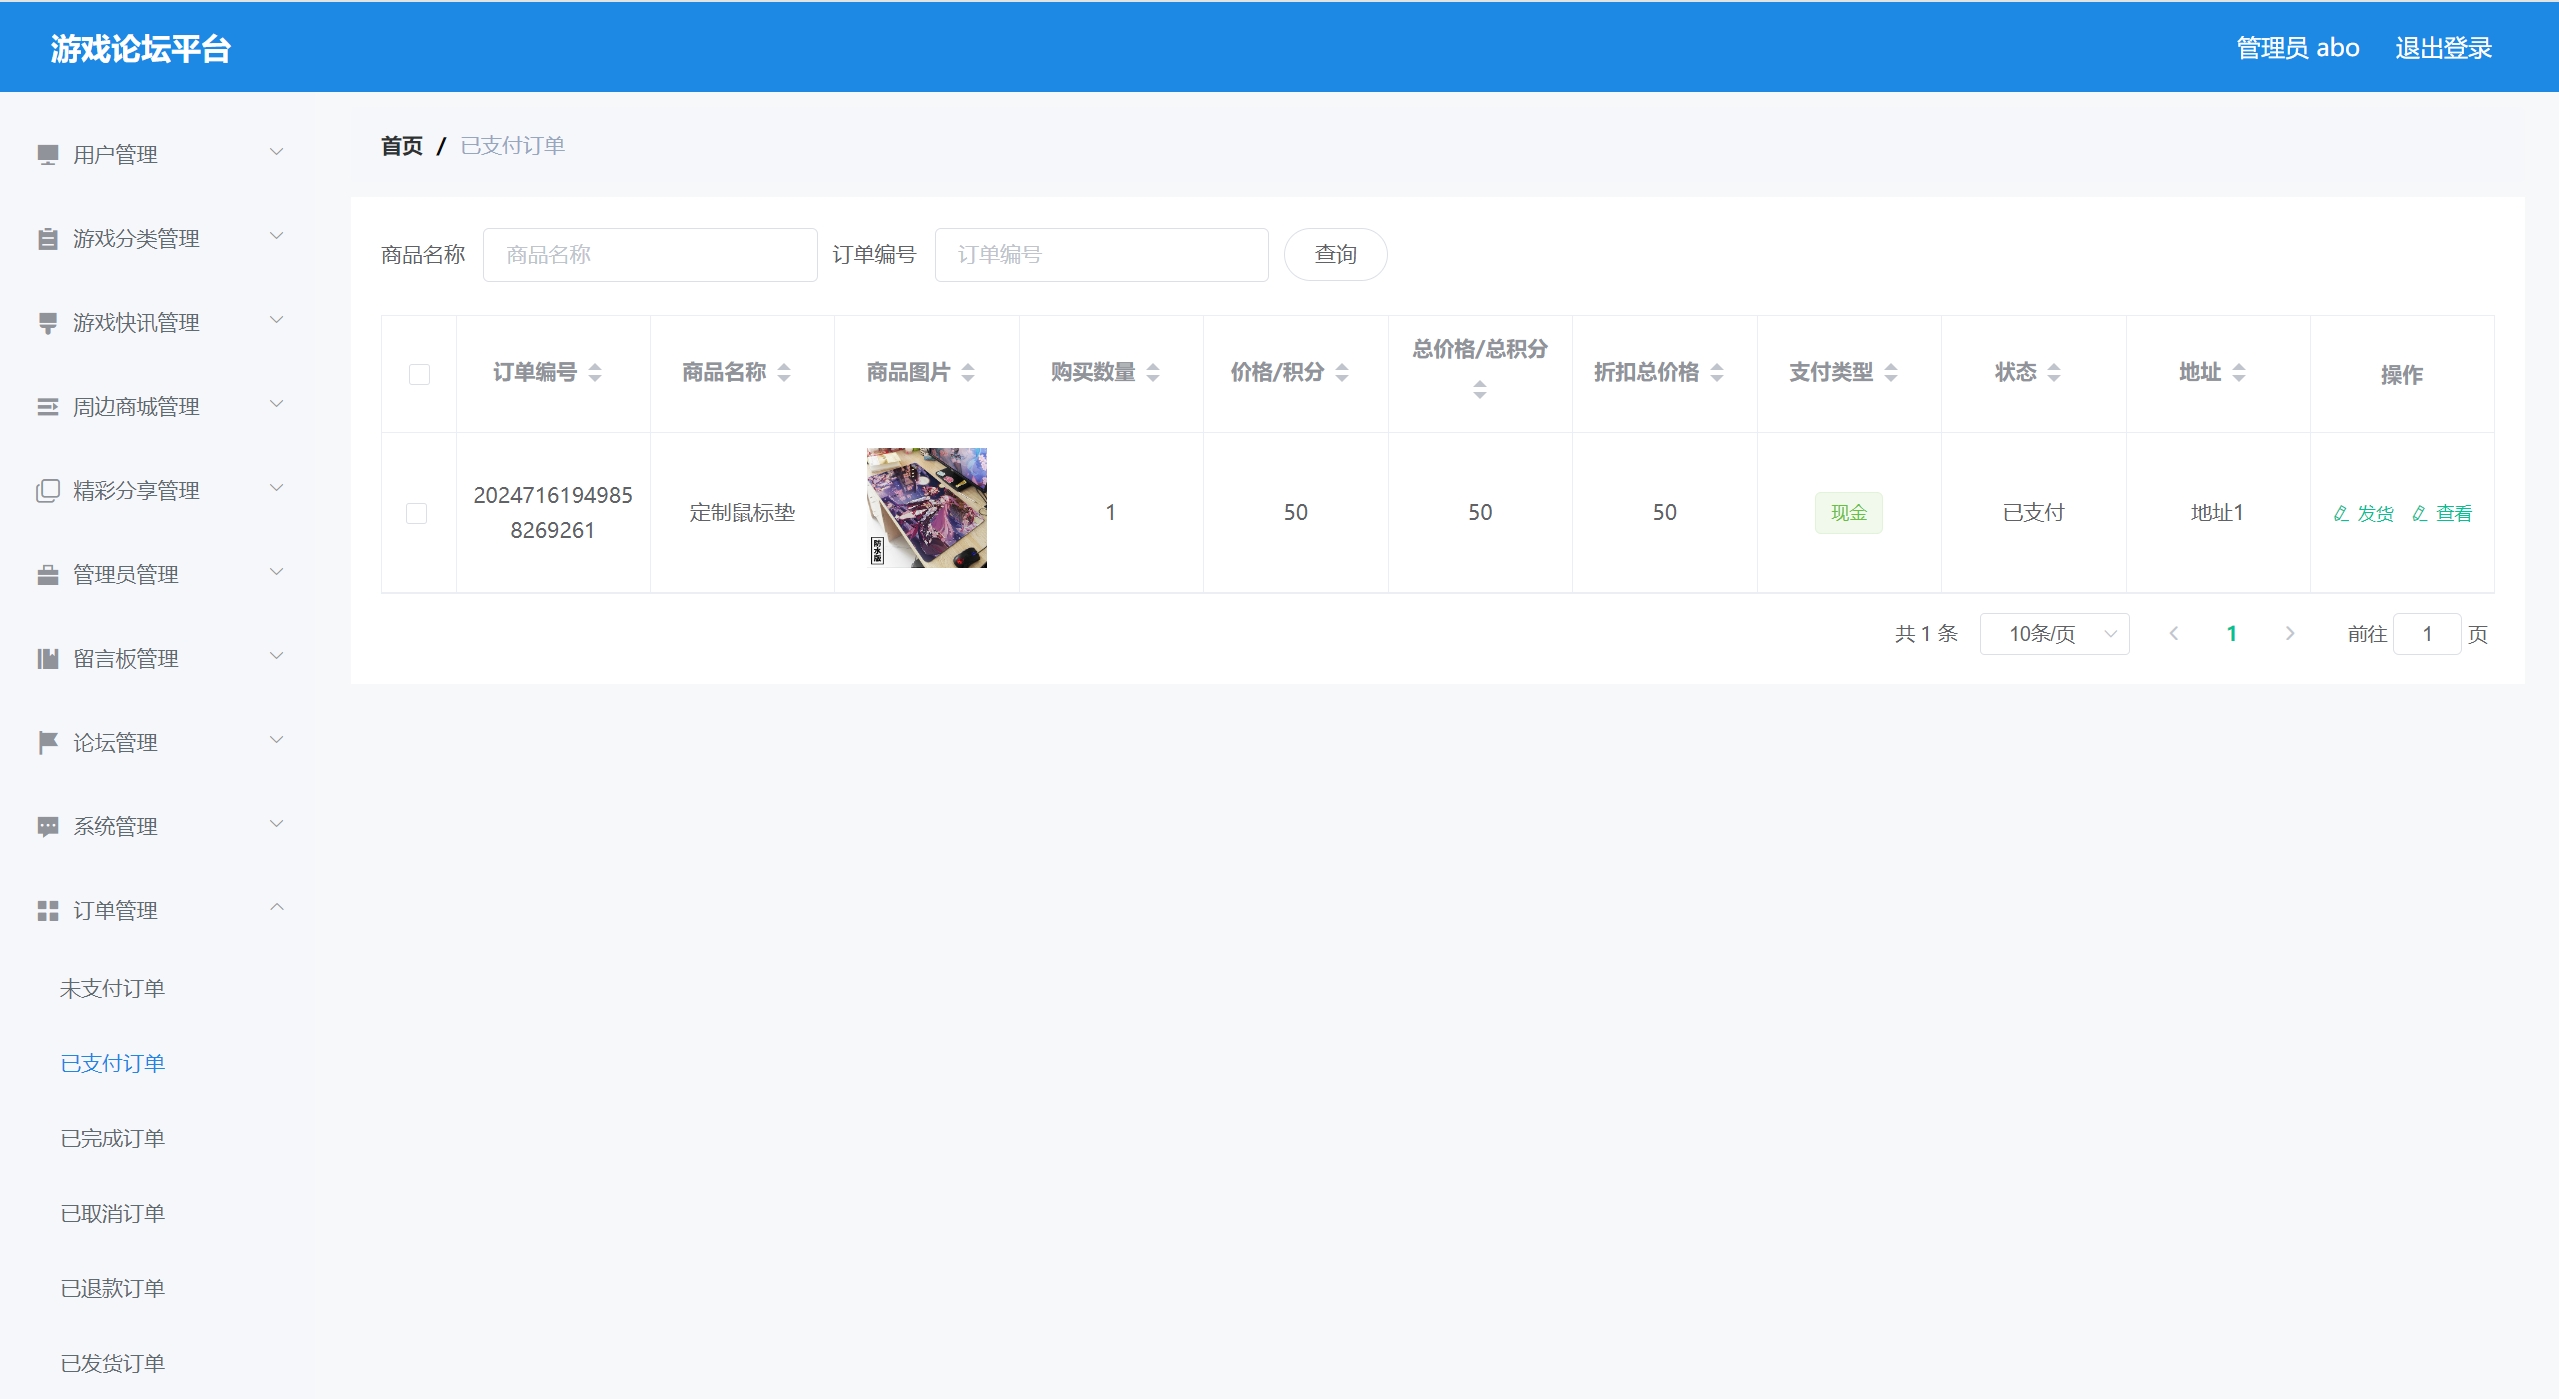 游戏论坛平台
管理员 abo 退出登录
用户管理
游戏分类管理
游戏快讯管理
周边商城管理
精彩分享管理
管理员管理
留言板管理
论坛管理
系统管理
订单管理
未支付订单
已支付订单
已完成订单
已取消订单
已退款订单
已发货订单
首页 / 已支付订单
商品名称 商品名称 订单编号 订单编号 查询
订单编号 商品名称 商品图片 购买数量 价格/积分 总价格/总积分 折扣总价格 支付类型 状态 地址 操作
2024716194985
8269261
定制鼠标垫
防水版
1 50 50 50 现金 已支付 地址1 发货 查看
共 1 条 10条/页 1 前往 1 页